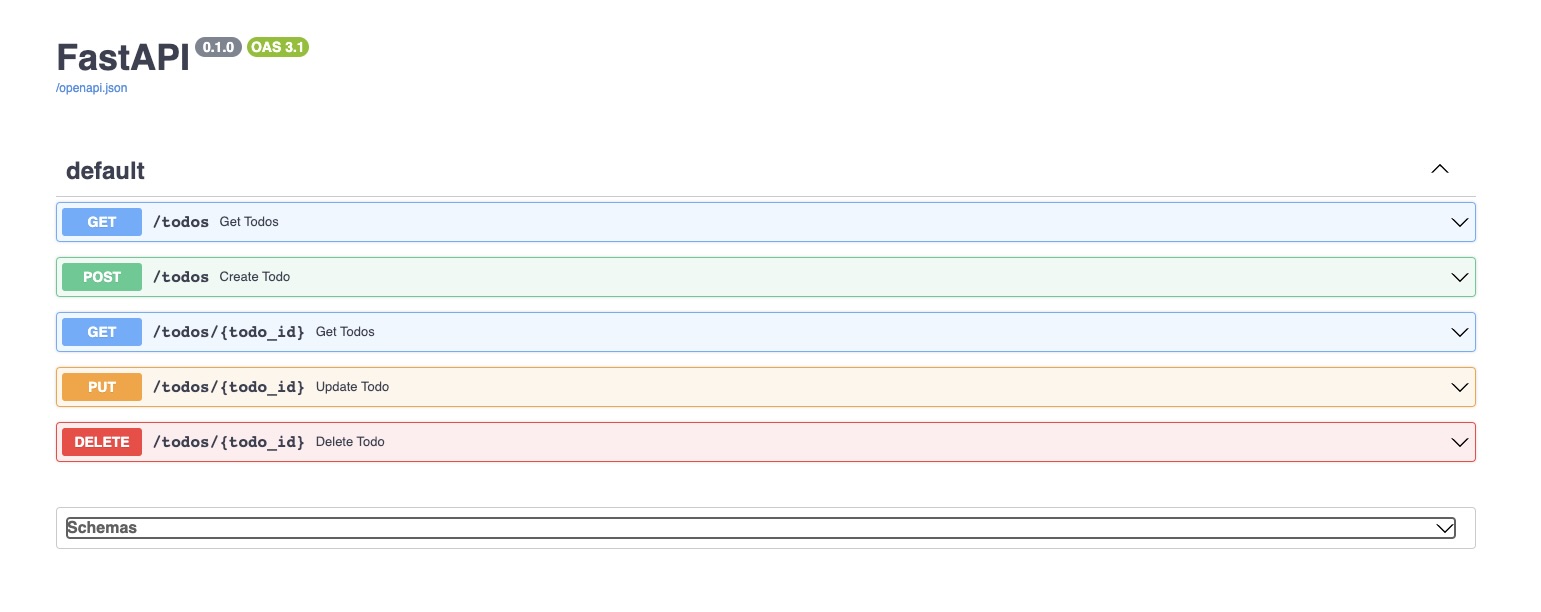 FastAPI 0.1.0 OAS 3.1
/openapi.json
default
GET /todos Get Todos
POST /todos Create Todo
GET /todos/{todo_id} Get Todos
PUT /todos/{todo_id} Update Todo
DELETE /todos/{todo_id} Delete Todo
Schemas